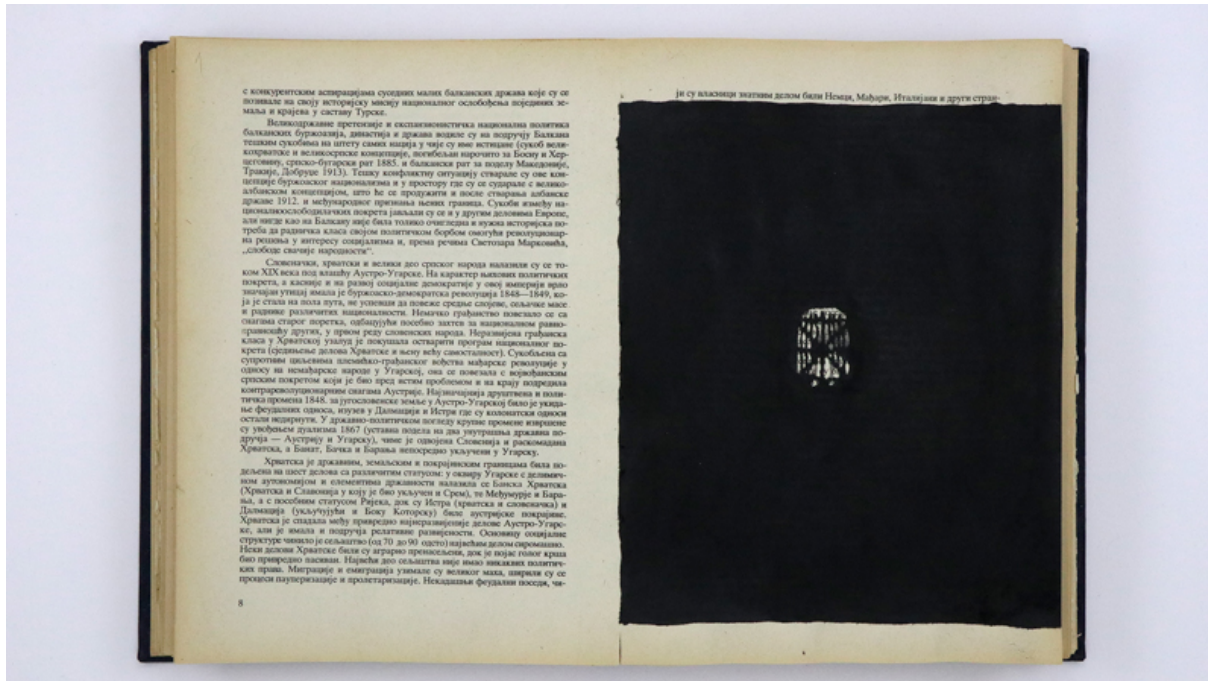 с конкурентским аспирацијама суседних малих балканских држава које су се
позивале на своју историјску мисију националног ослобођења појединих зе-
маља и крајева у саставу Турске.
Великодржавне претензије и експанзионистичка национална политика
балканских буржоазија, династија и држава водиле су на подручју Балкана
тешким сукобима на штету самих нација у чије су име истицане (сукоб вели-
кохрватске и великосрпске концепције, погибељан нарочито за Босну и Хер-
цеговину, српско-бугарски рат 1885. и балкански рат за поделу Македоније,
Тракије, Добруџе 1913). Тешку конфликтну ситуацију стварале су ове кон-
цепције буржоаског национализма и у простору где су се сударале с велико-
албанском концепцијом, што ће се продужити и после стварања албанске
државе 1912. и међународног признања њених граница. Сукоби између на-
ционалноослободилачких покрета јављали су се и у другим деловима Европе,
али нигде као на Балкану није била толико очигледна и нужна историјска по-
треба да радничка класа својом политичком борбом омогући револуционар-
на решења у интересу социјализма и, према речима Светозара Марковића,
„слободе свачије народности“.
Словеначки, хрватски и велики део српског народа налазили су се то-
ком XIX века под влашћу Аустро-Угарске. На карактер њихових политичких
покрета, а касније и на развој социјалне демократије у овој империји врло
значајан утицај имала је буржоаско-демократска револуција 1848—1849, ко-
ја је стала на пола пута, не успевши да повеже средње слојеве, сељачке масе
и раднике различитих националности. Немачко грађанство повезало се са
снагама старог поретка, одбацујући посебно захтев за националном равно-
правношћу других, у првом реду словенских народа. Неразвијена грађанска
класа у Хрватској узалуд је покушала остварити програм националног по-
крета (сједињење делова Хрватске и њену већу самосталност). Сукобљена са
супротним циљевима племићко-грађанског вођства мађарске револуције у
односу на немађарске народе у Угарској, она се повезала с војвођанским
српским покретом који је био пред истим проблемом и на крају подредила
контрареволуционарним снагама Аустрије. Најзначајнија друштвена и поли-
тичка промена 1848. за југословенске земље у Аустро-Угарској било је укида-
ње феудалних односа, изузев у Далмацији и Истри где су колонатски односи
остали недирнути. У државно-политичком погледу крупне промене извршене
су увођењем дуализма 1867 (уставна подела на два унутрашња државна по-
дручја — Аустрију и Угарску), чиме је одвојена Словенија и раскомадана
Хрватска, а Банат, Бачка и Барања непосредно укључени у Угарску.
Хрватска је државним, земаљским и покрајинским границама била по-
дељена на шест делова са различитим статусом: у оквиру Угарске с делимич-
ном аутономијом и елементима државности налазила се Банска Хрватска
(Хрватска и Славонија у коју је био укључен и Срем), те Међумурје и Бара-
ња, а с посебним статусом Ријека, док су Истра (хрватска и словеначка) и
Далмација (укључујући и Боку Которску) биле аустријске покрајине.
Хрватска је спадала међу привредно најнеразвијеније делове Аустро-Угарс-
ке, али је имала и подручја релативне развијености. Основицу социјалне
структуре чинило је сељаштво (од 70 до 90 одсто) највећим делом сиромашно.
Неки делови Хрватске били су аграрно пренасељени, док је појас голог крша
био привредно пасиван. Највећи део сељаштва није имао никаквих политич-
ких права. Миграције и емиграција узимале су великог маха, ширили су се
процеси пауперизације и пролетаризације. Некадашњи феудални поседи, чи-
8
ји су власници знатним делом били Немци, Мађари, Италијани и други стран-